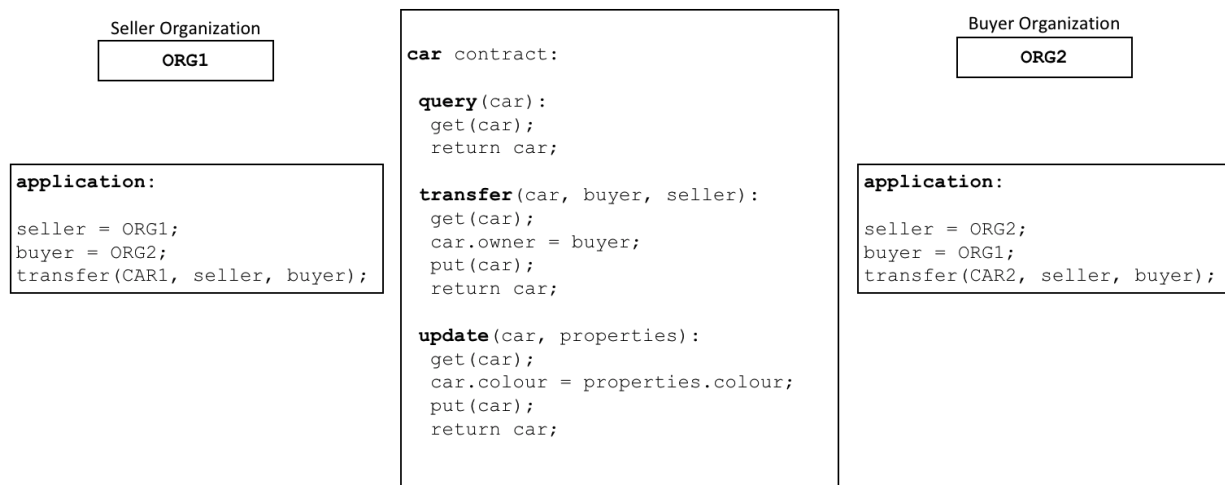 Seller Organization
ORG1
application:
seller = ORG1;
buyer = ORG2;
transfer(CAR1, seller, buyer);
car contract:
query(car):
get(car);
return car;
transfer(car, buyer, seller):
get(car);
car.owner = buyer;
put(car);
return car;
update(car, properties):
get(car);
car.colour = properties.colour;
put(car);
return car;
Buyer Organization
ORG2
application:
seller = ORG2;
buyer = ORG1;
transfer(CAR2, seller, buyer);